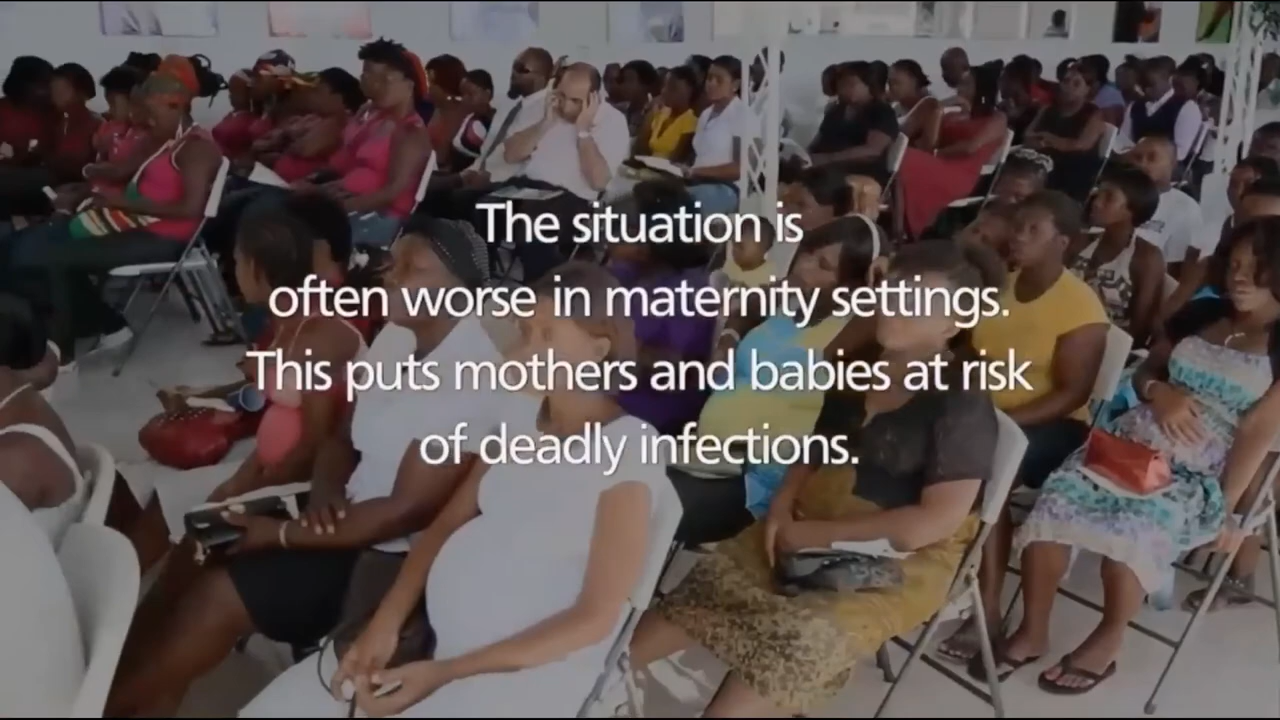 The situation is
often worse in maternity settings.
This puts mothers and babies at risk
of deadly infections.